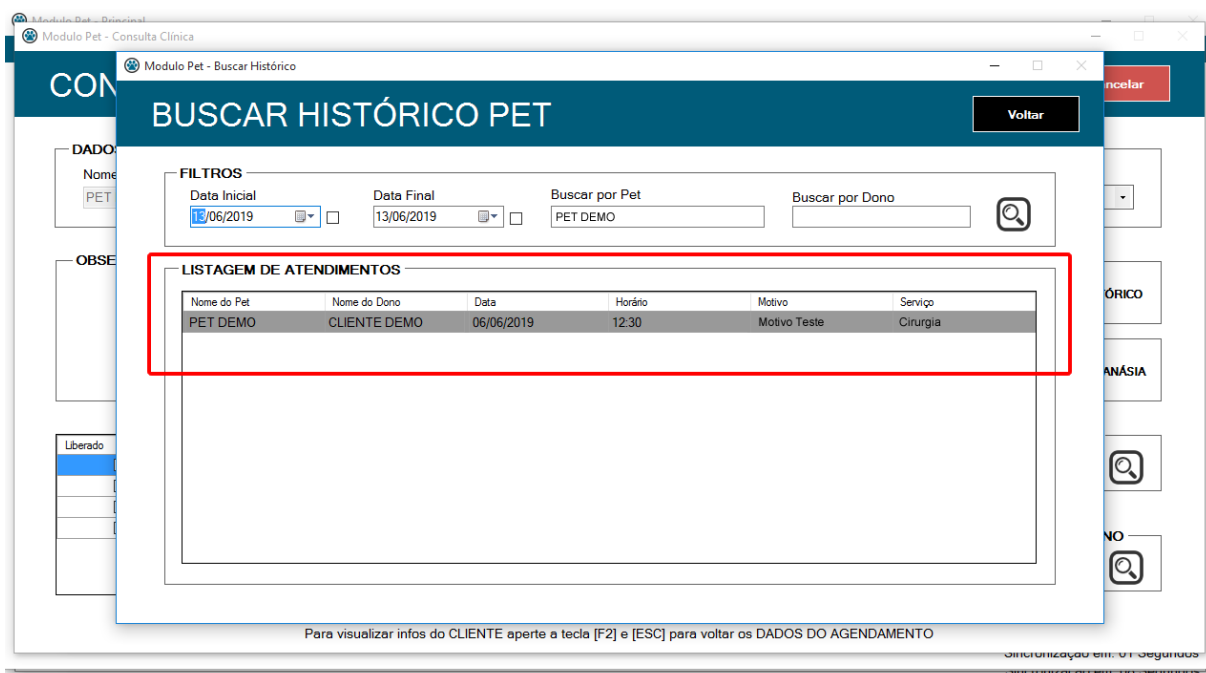 Modulo Pet - Principal
Modulo Pet - Consulta Clínica
Modulo Pet - Buscar Histórico
CON
ncelar
BUSCAR HISTÓRICO PET
Voltar
DADO
Nome
PET
FILTROS
Data Inicial Data Final Buscar por Pet Buscar por Dono
13/06/2019 13/06/2019 PET DEMO
OBSE
LISTAGEM DE ATENDIMENTOS
Nome do Pet Nome do Dono Data Horário Motivo Serviço
PET DEMO CLIENTE DEMO 06/06/2019 12:30 Motivo Teste Cirurgia
ÓRICO
ANÁSIA
Liberado
NO
Para visualizar infos do CLIENTE aperte a tecla [F2] e [ESC] para voltar os DADOS DO AGENDAMENTO
Sincronização em: 01 Segundos